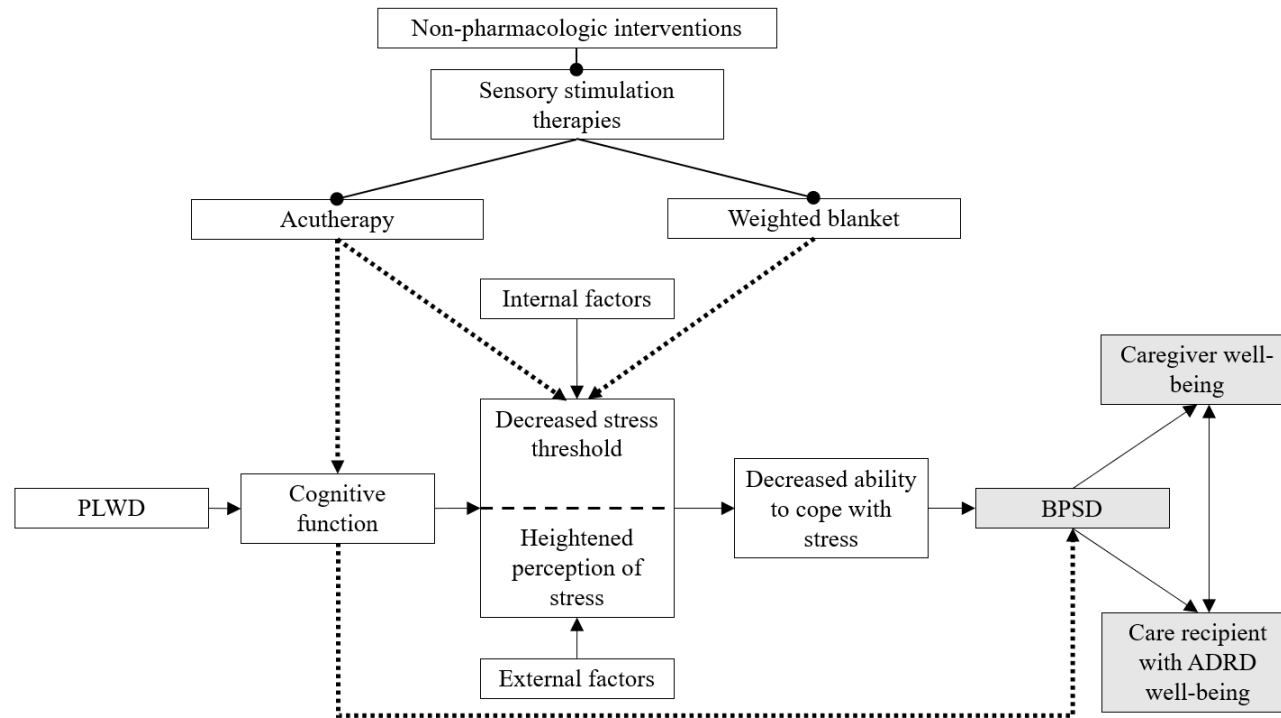 Non-pharmacologic interventions
Sensory stimulation
therapies
Acutherapy
Weighted blanket
Internal factors
Caregiver well-
being
Decreased stress
threshold
PLWD
Cognitive
function
Decreased ability
to cope with
stress
BPSD
Heightened
perception of
stress
Care recipient
with ADRD
well-being
External factors